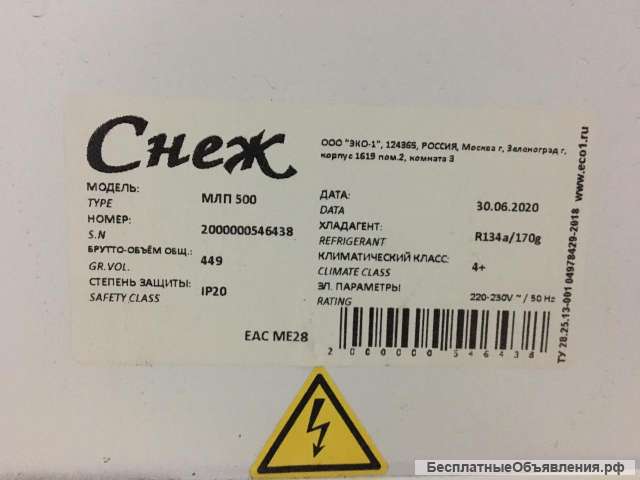 Снеж
ООО "ЭКО-1", 124365, РОССИЯ, Москва г, Зеленоград г,
корпус 1619 пом.2, комната 3
МОДЕЛЬ: МЛП 500
TYPE
НОМЕР: 2000000546438
S.N
БРУТТО-ОБЪЁМ ОБЩ.: 449
GR.VOL.
СТЕПЕНЬ ЗАЩИТЫ: IP20
SAFETY CLASS
EAC ME28
ДАТА: 30.06.2020
DATA
ХЛАДАГЕНТ: R134a/170g
REFRIGERANT
КЛИМАТИЧЕСКИЙ КЛАСС: 4+
CLIMATE CLASS
ЭЛ. ПАРАМЕТРЫ
RATING 220-230V ~ / 50 Hz
2 000000 546438
ТУ 28.25.13-001 04978429-2018 www.eco1.ru
БесплатныеОбъявления.рф